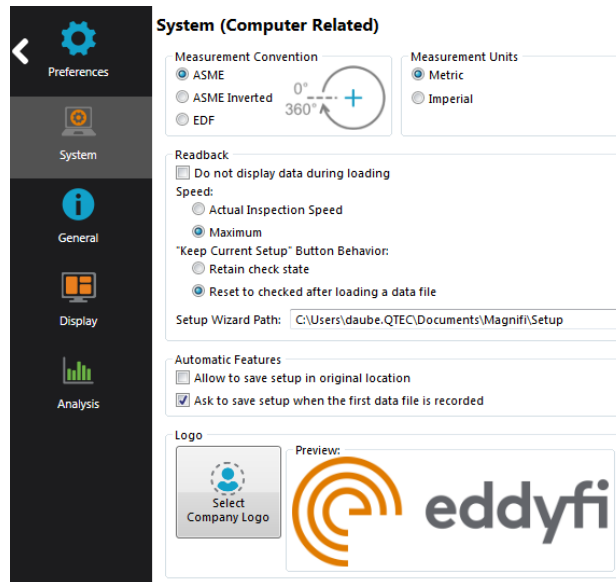 Preferences
System
General
Display
Analysis
System (Computer Related)
Measurement Convention
ASME
ASME Inverted
EDF
0°
360°
Measurement Units
Metric
Imperial
Readback
Do not display data during loading
Speed:
Actual Inspection Speed
Maximum
"Keep Current Setup" Button Behavior:
Retain check state
Reset to checked after loading a data file
Setup Wizard Path: C:\Users\daube.QTEC\Documents\Magnifi\Setup
Automatic Features
Allow to save setup in original location
Ask to save setup when the first data file is recorded
Logo
Select
Company Logo
Preview:
eddyfi